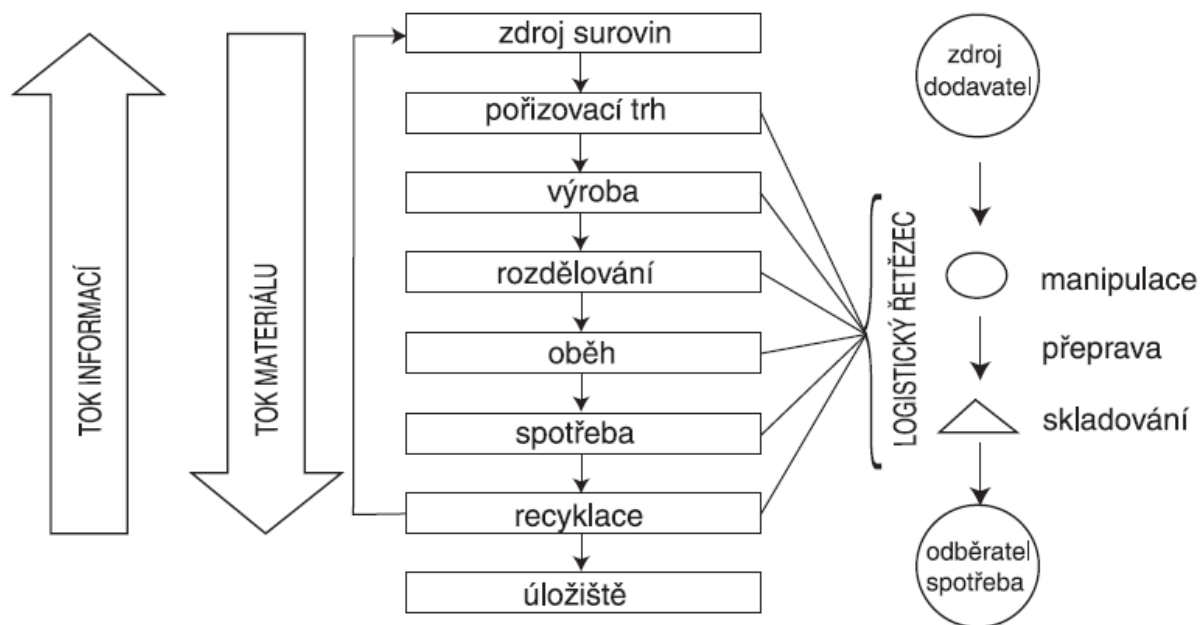 TOK INFORMACÍ
TOK MATERIÁLU
zdroj surovin
pořizovací trh
výroba
rozdělování
oběh
spotřeba
recyklace
úložiště
LOGISTICKÝ ŘETĚZEC
zdroj
dodavatel
manipulace
přeprava
skladování
odběratel
spotřeba